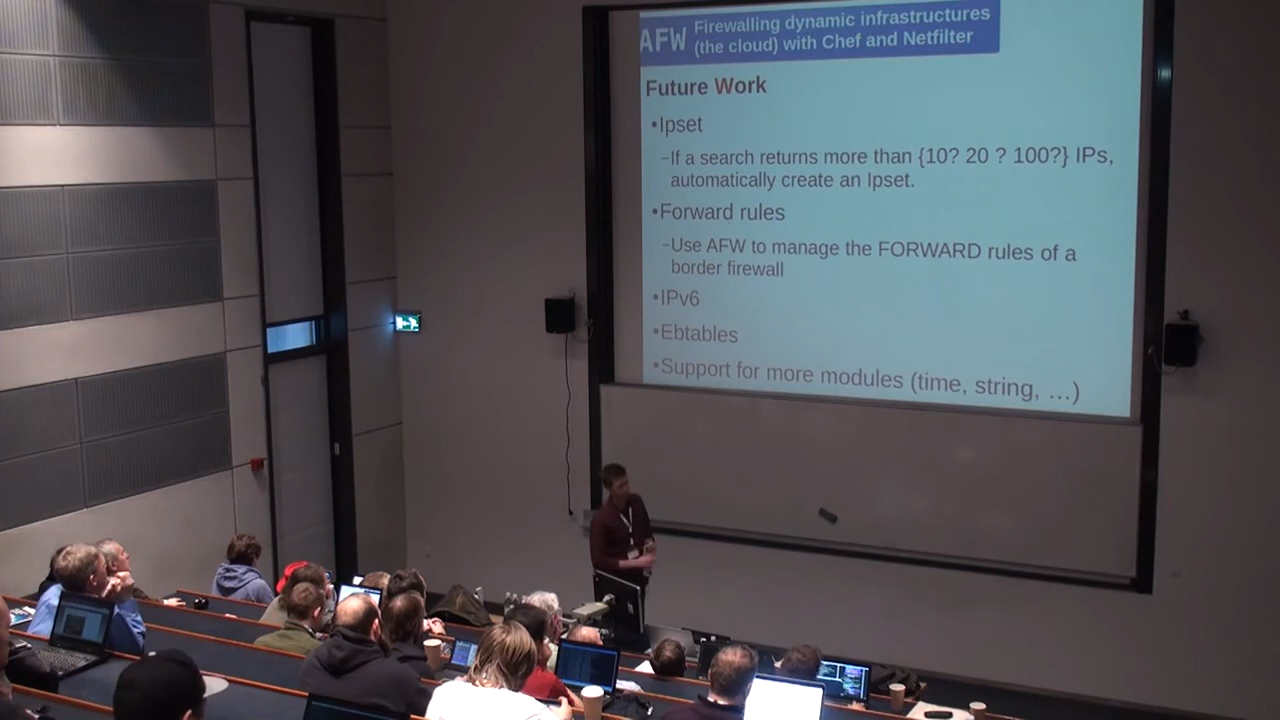 AFW Firewalling dynamic infrastructures
(the cloud) with Chef and Netfilter
Future Work
•Ipset
–If a search returns more than {10? 20 ? 100?} IPs,
automatically create an Ipset.
•Forward rules
–Use AFW to manage the FORWARD rules of a
border firewall
•IPv6
•Ebtables
•Support for more modules (time, string, …)